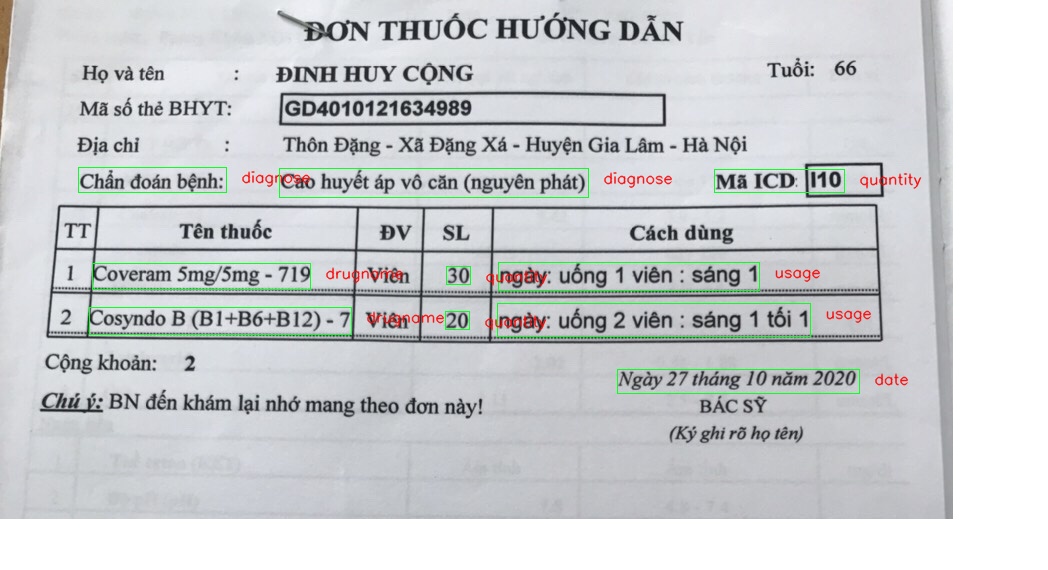 ĐƠN THUỐC HƯỚNG DẪN
Họ và tên : ĐINH HUY CỘNG Tuổi: 66
Mã số thẻ BHYT: GD4010121634989
Địa chỉ : Thôn Đặng - Xã Đặng Xá - Huyện Gia Lâm - Hà Nội
Chẩn đoán bệnh: diagnose Cao huyết áp vô căn (nguyên phát) diagnose Mã ICD: I10 quantity
TT Tên thuốc ĐV SL Cách dùng
1 Coveram 5mg/5mg - 719 drugname Viên 30 quantity ngày: uống 1 viên : sáng 1 usage
2 Cosyndo B (B1+B6+B12) - 7 drugname Viên 20 quantity ngày: uống 2 viên : sáng 1 tối 1 usage
Cộng khoản: 2
Ngày 27 tháng 10 năm 2020 date
Chú ý: BN đến khám lại nhớ mang theo đơn này!
BÁC SỸ
(Ký ghi rõ họ tên)